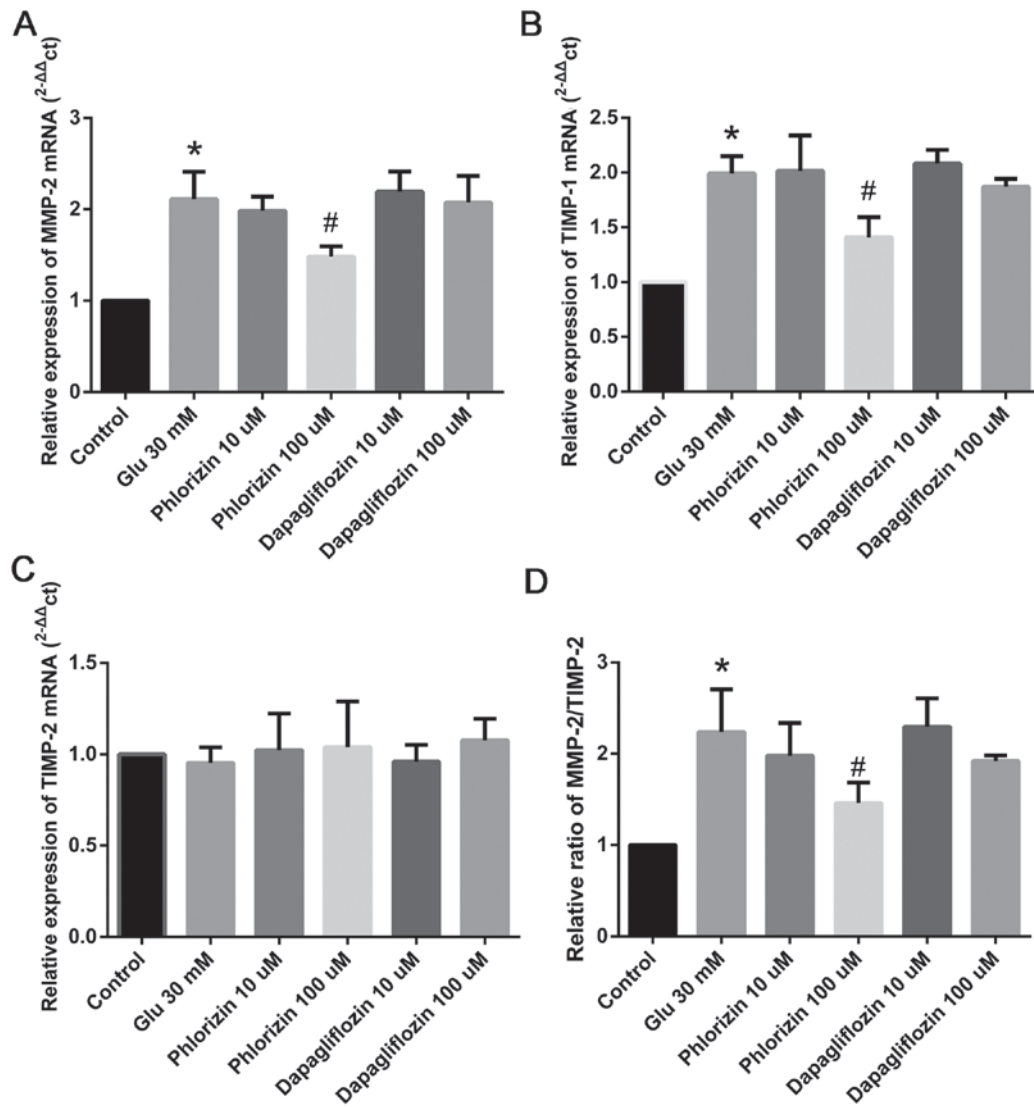 A
Relative expression of MMP-2 mRNA (2-ΔΔct)
3
2
1
0
*
#
Control
Glu 30 mM
Phlorizin 10 uM
Phlorizin 100 uM
Dapagliflozin 10 uM
Dapagliflozin 100 uM
B
Relative expression of TIMP-1 mRNA (2-ΔΔct)
2.5
2.0
1.5
1.0
0.5
0.0
*
#
Control
Glu 30 mM
Phlorizin 10 uM
Phlorizin 100 uM
Dapagliflozin 10 uM
Dapagliflozin 100 uM
C
Relative expression of TIMP-2 mRNA (2-ΔΔct)
1.5
1.0
0.5
0.0
Control
Glu 30 mM
Phlorizin 10 uM
Phlorizin 100 uM
Dapagliflozin 10 uM
Dapagliflozin 100 uM
D
Relative ratio of MMP-2/TIMP-2
3
2
1
0
*
#
Control
Glu 30 mM
Phlorizin 10 uM
Phlorizin 100 uM
Dapagliflozin 10 uM
Dapagliflozin 100 uM